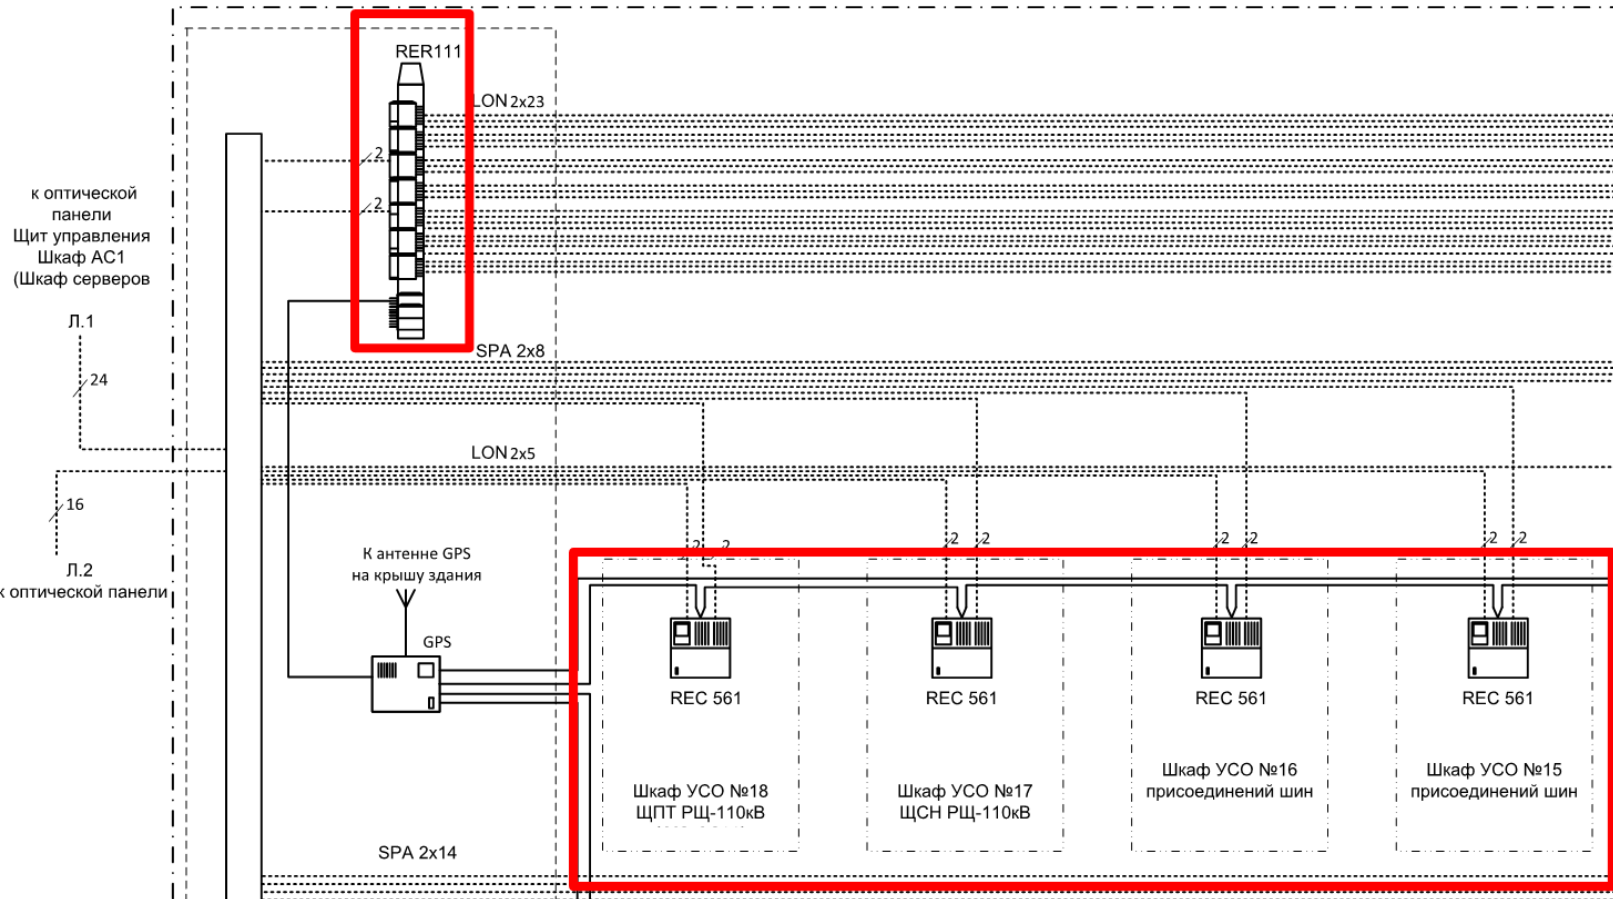 RER111
LON 2x23
2
2
к оптической
панели
Щит управления
Шкаф АС1
(Шкаф серверов
Л.1
24
SPA 2x8
LON 2x5
16
Л.2
к оптической панели
К антенне GPS
на крышу здания
GPS
2
2
2
2
2
2
2
2
REC 561
REC 561
REC 561
REC 561
Шкаф УСО №18
ЩПТ РЩ-110кВ
Шкаф УСО №17
ЩСН РЩ-110кВ
Шкаф УСО №16
присоединений шин
Шкаф УСО №15
присоединений шин
SPA 2x14